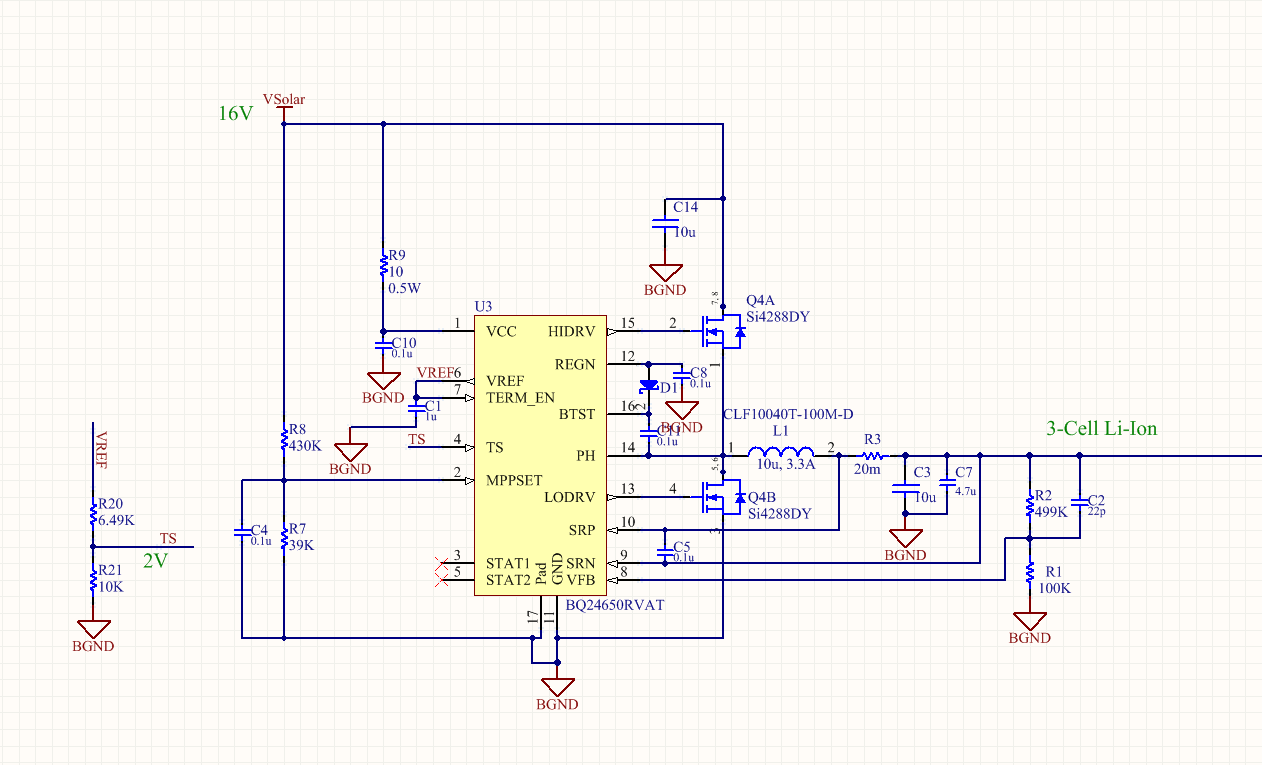 VSolar
16V
C14
10u
BGND
R9
10
0.5W
Q4A
Si4288DY
7, 8
U3
1
VCC
HIDRV
15
2
1
C10
0.1u
BGND
REGN
12
VREF
6
VREF
7
TERM_EN
D1
C8
0.1u
2
BGND
C1
1u
BTST
16
C11
0.1u
CLF10040T-100M-D
L1
VREF
R8
430K
TS
4
TS
BGND
PH
14
1
2
10u, 3.3A
R3
20m
3-Cell Li-Ion
5, 6
2
MPPSET
C3
10u
C7
4.7u
R20
6.49K
LODRV
13
4
Q4B
Si4288DY
3
R2
499K
C2
22p
C4
0.1u
R7
39K
SRP
10
TS
2V
C5
0.1u
BGND
3
STAT1
SRN
9
5
STAT2
VFB
8
Pad
GND
R21
10K
R1
100K
17
11
BQ24650RVAT
BGND
BGND
BGND